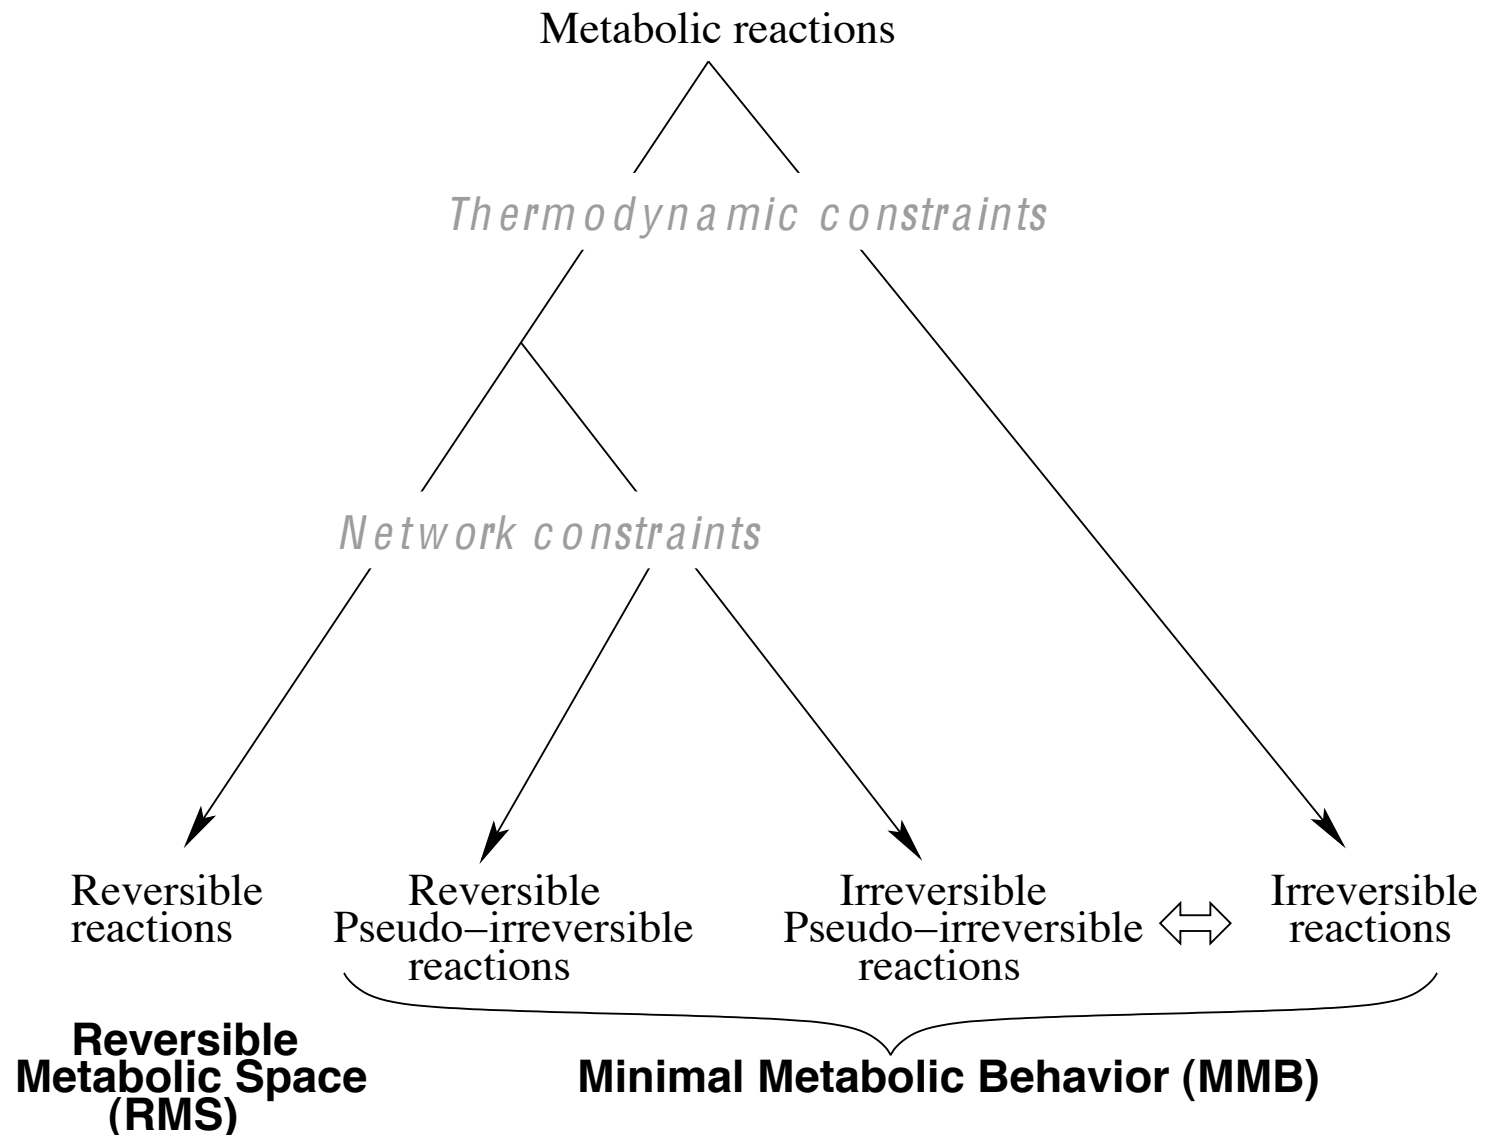 Metabolic reactions
Thermodynamic constraints
Network constraints
Reversible
reactions
Reversible
Pseudo−irreversible
reactions
Irreversible
Pseudo−irreversible
reactions
Irreversible
reactions
Reversible
Metabolic Space
(RMS)
Minimal Metabolic Behavior (MMB)